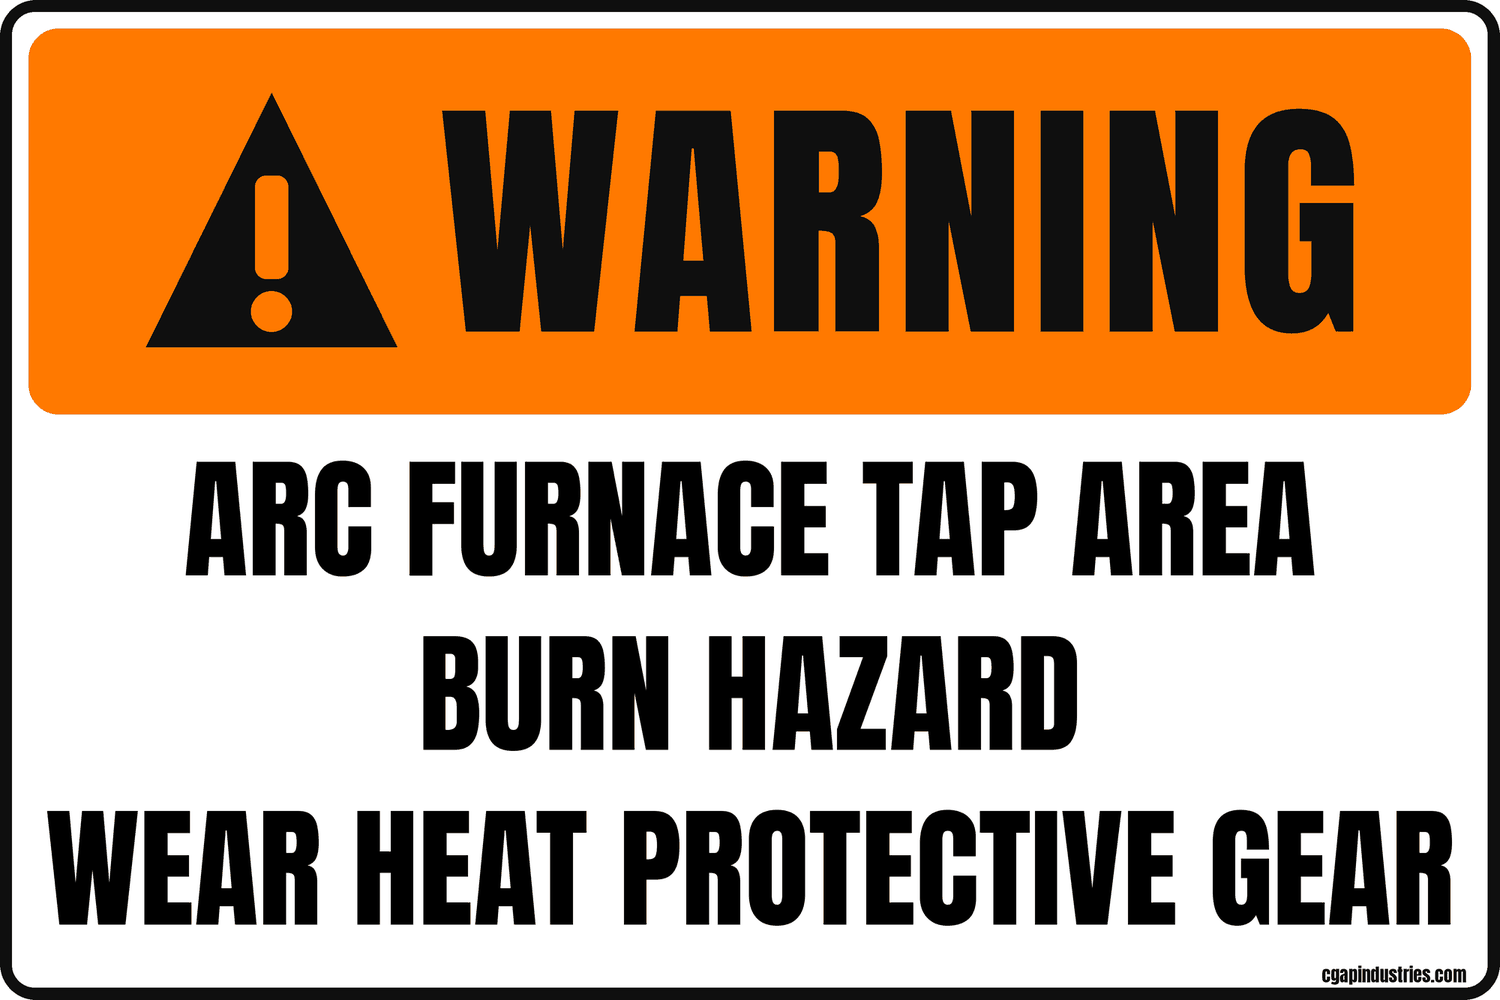 WARNING
ARC FURNACE TAP AREA
BURN HAZARD
WEAR HEAT PROTECTIVE GEAR
cgapindustries.com